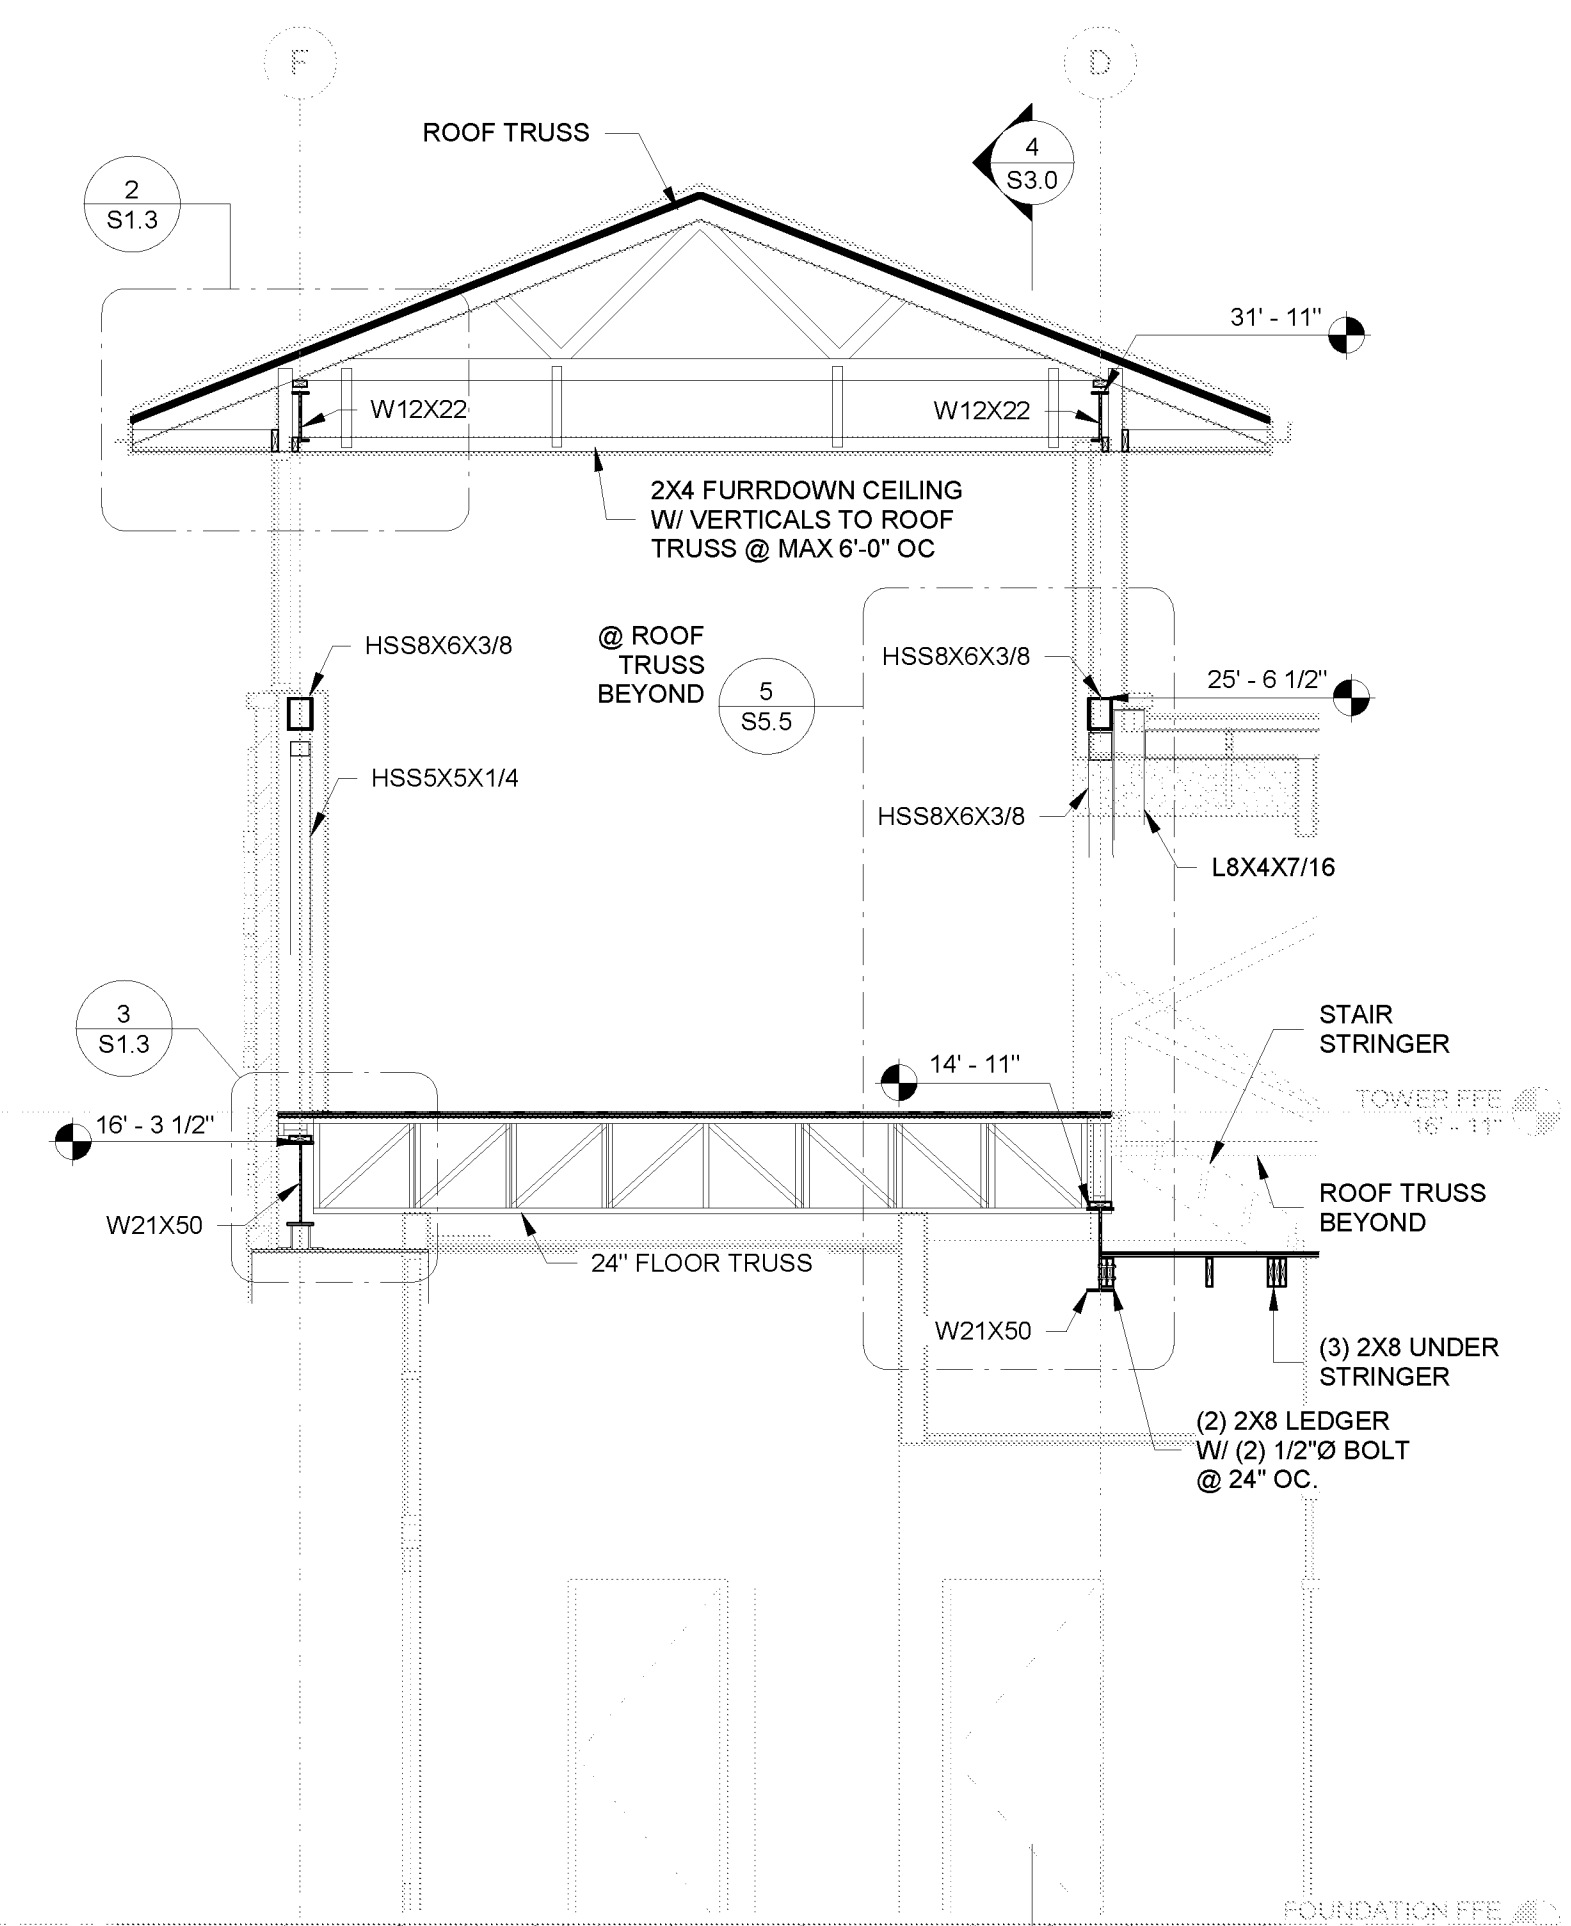 F
D
ROOF TRUSS
4
S3.0
2
S1.3
31' - 11"
W12X22
W12X22
2X4 FURRDOWN CEILING
W/ VERTICALS TO ROOF
TRUSS @ MAX 6'-0" OC
HSS8X6X3/8
@ ROOF
TRUSS
BEYOND
HSS8X6X3/8
25' - 6 1/2"
5
S5.5
HSS5X5X1/4
HSS8X6X3/8
L8X4X7/16
3
S1.3
STAIR
STRINGER
14' - 11"
TOWER FFE
16' - 11"
16' - 3 1/2"
ROOF TRUSS
BEYOND
W21X50
24" FLOOR TRUSS
W21X50
(3) 2X8 UNDER
STRINGER
(2) 2X8 LEDGER
W/ (2) 1/2"Ø BOLT
@ 24" OC.
FOUNDATION FFE